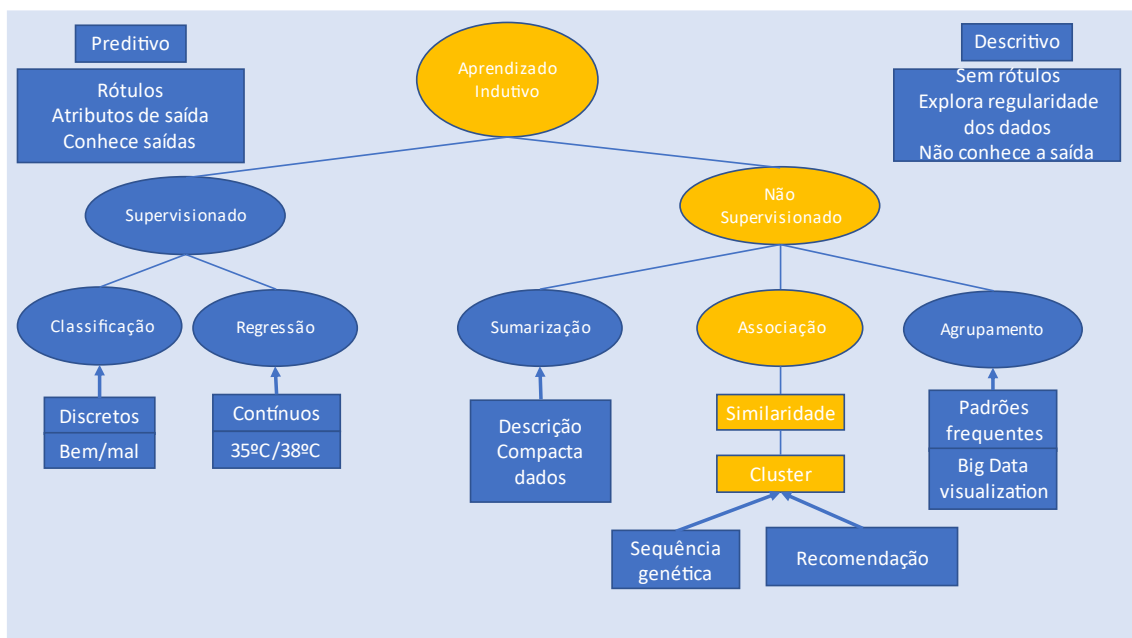 Preditivo
Descritivo
Aprendizado
Indutivo
Rótulos
Atributos de saída
Conhece saídas
Sem rótulos
Explora regularidade
dos dados
Não conhece a saída
Supervisionado
Não
Supervisionado
Classificação
Regressão
Sumarização
Associação
Agrupamento
Discretos
Bem/mal
Contínuos
35ºC/38ºC
Descrição
Compacta
dados
Similaridade
Cluster
Padrões
frequentes
Big Data
visualization
Sequência
genética
Recomendação